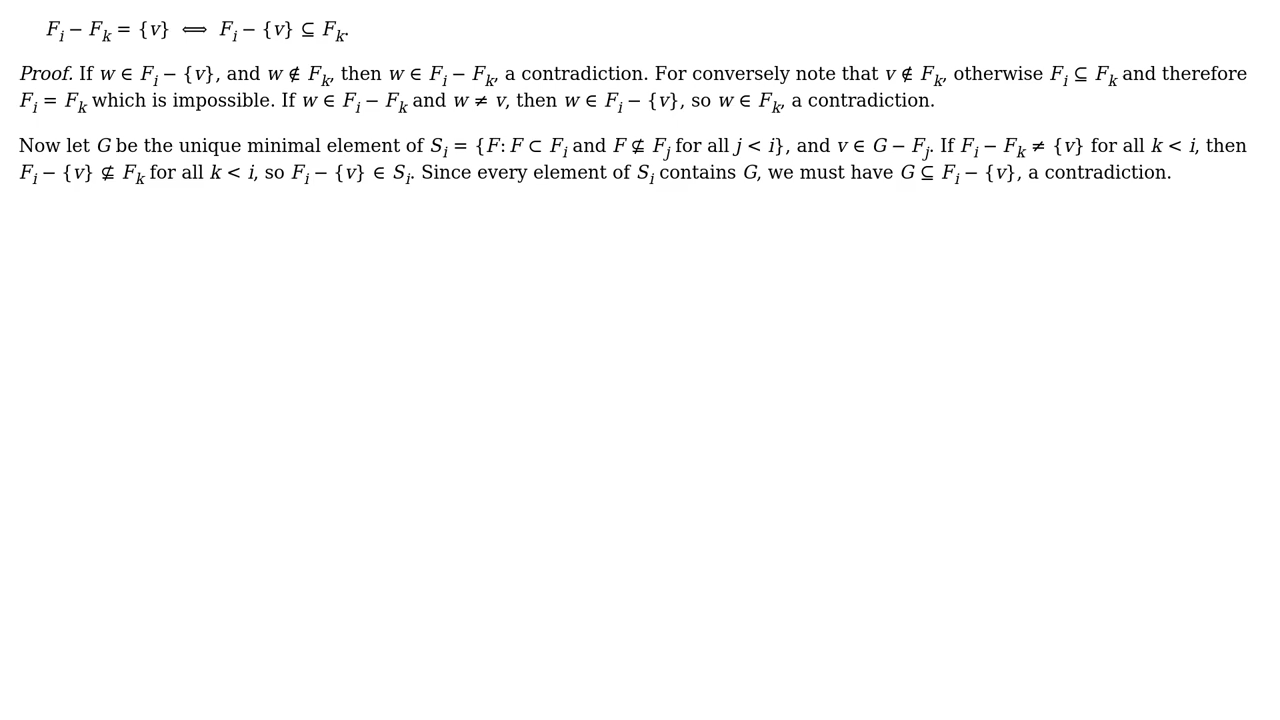 F_i − F_k = {v} ⟺ F_i − {v} ⊆ F_k.
Proof. If w ∈ F_i − {v}, and w ∉ F_k, then w ∈ F_i − F_k, a contradiction. For conversely note that v ∉ F_k, otherwise F_i ⊆ F_k and therefore
F_i = F_k which is impossible. If w ∈ F_i − F_k and w ≠ v, then w ∈ F_i − {v}, so w ∈ F_k, a contradiction.
Now let G be the unique minimal element of S_i = {F: F ⊂ F_i and F ⊈ F_j for all j < i}, and v ∈ G − F_j. If F_i − F_k ≠ {v} for all k < i, then
F_i − {v} ⊈ F_k for all k < i, so F_i − {v} ∈ S_i. Since every element of S_i contains G, we must have G ⊆ F_i − {v}, a contradiction.